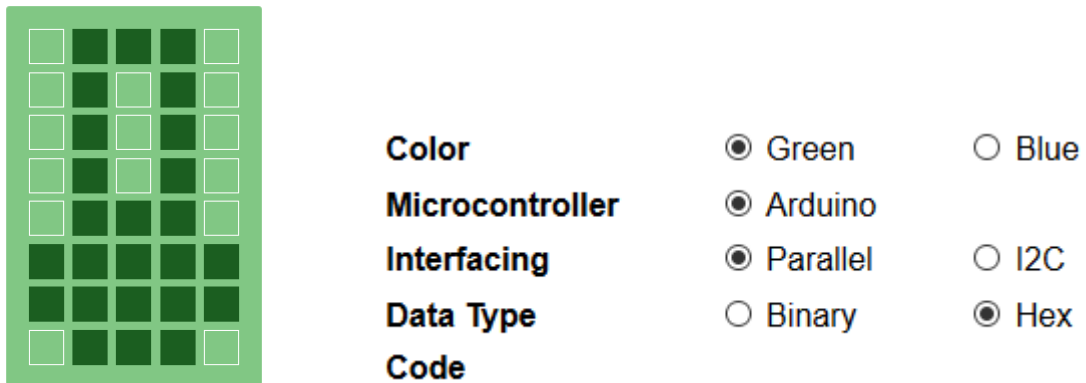 Color Green Blue
Microcontroller Arduino
Interfacing Parallel I2C
Data Type Binary Hex
Code